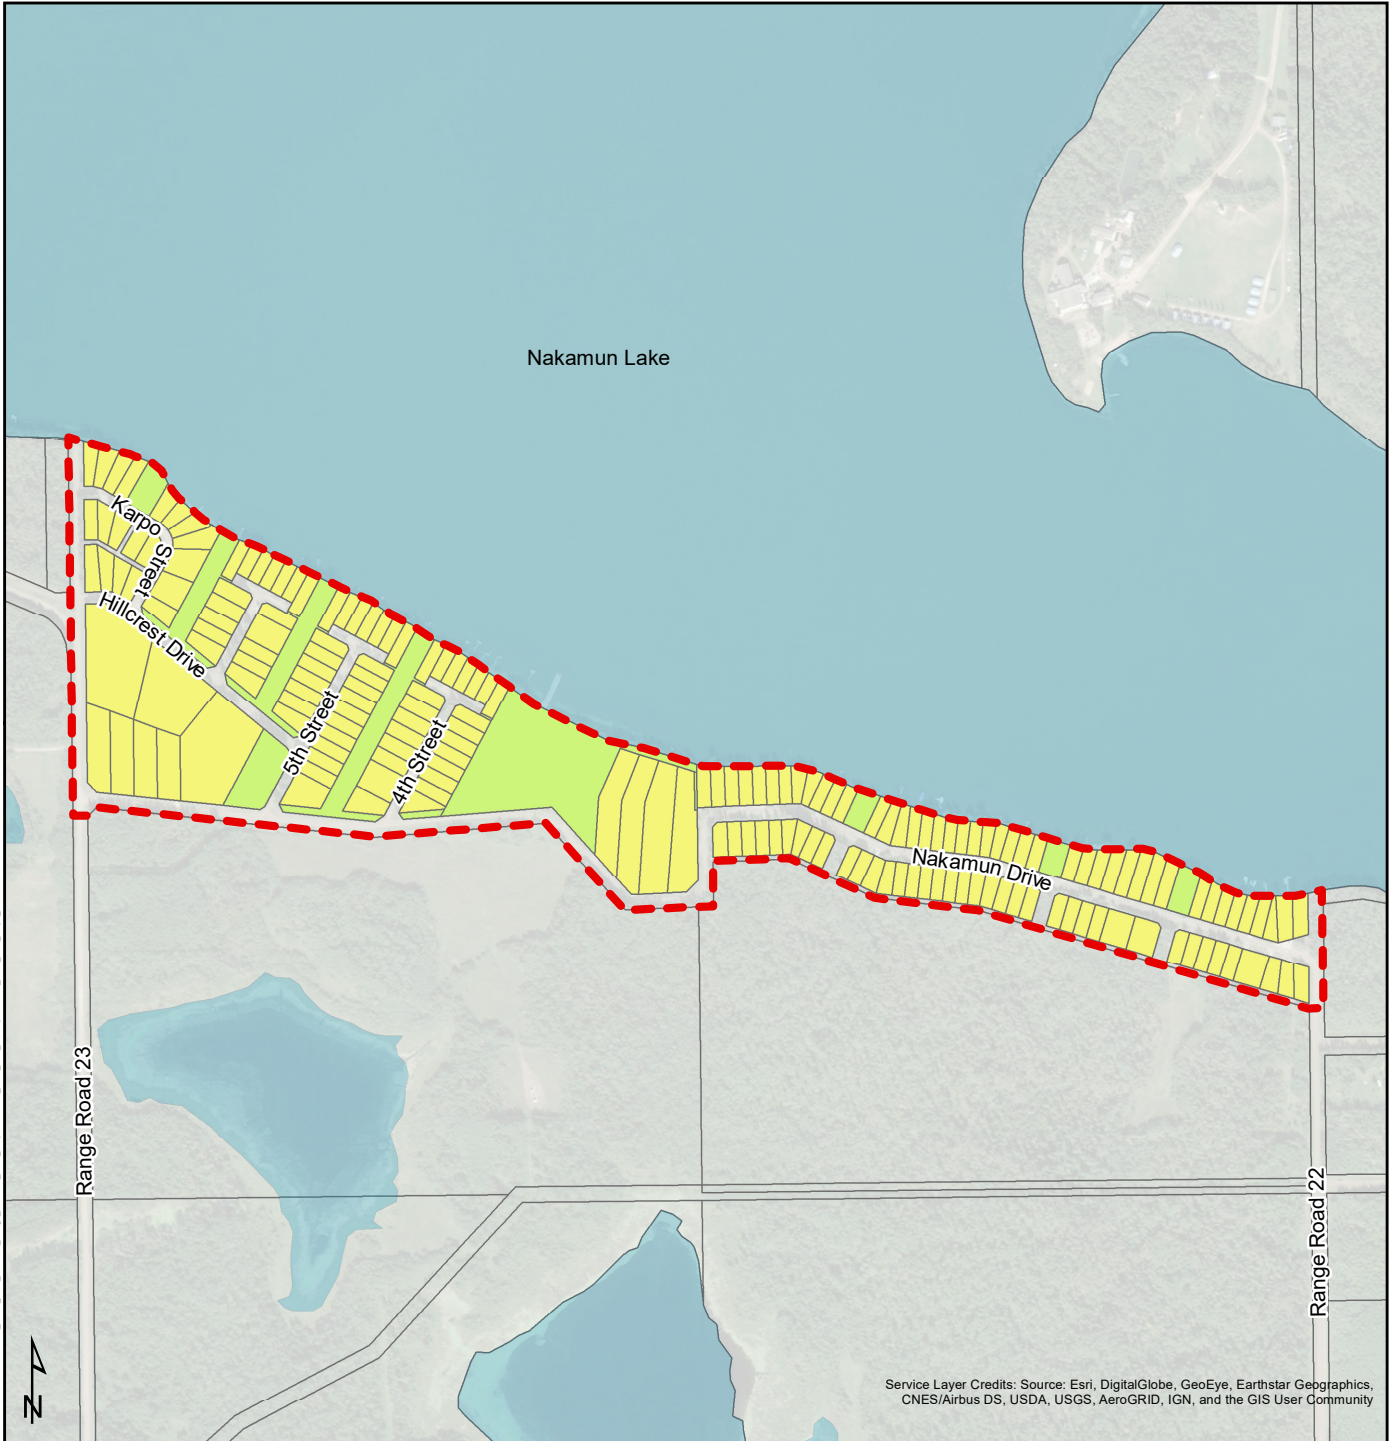 Nakamun Lake
Karpo Street
Hillcrest Drive
5th Street
4th Street
Nakamun Drive
Range Road 23
Range Road 22
N
Service Layer Credits: Source: Esri, DigitalGlobe, GeoEye, Earthstar Geographics,
CNES/Airbus DS, USDA, USGS, AeroGRID, IGN, and the GIS User Community